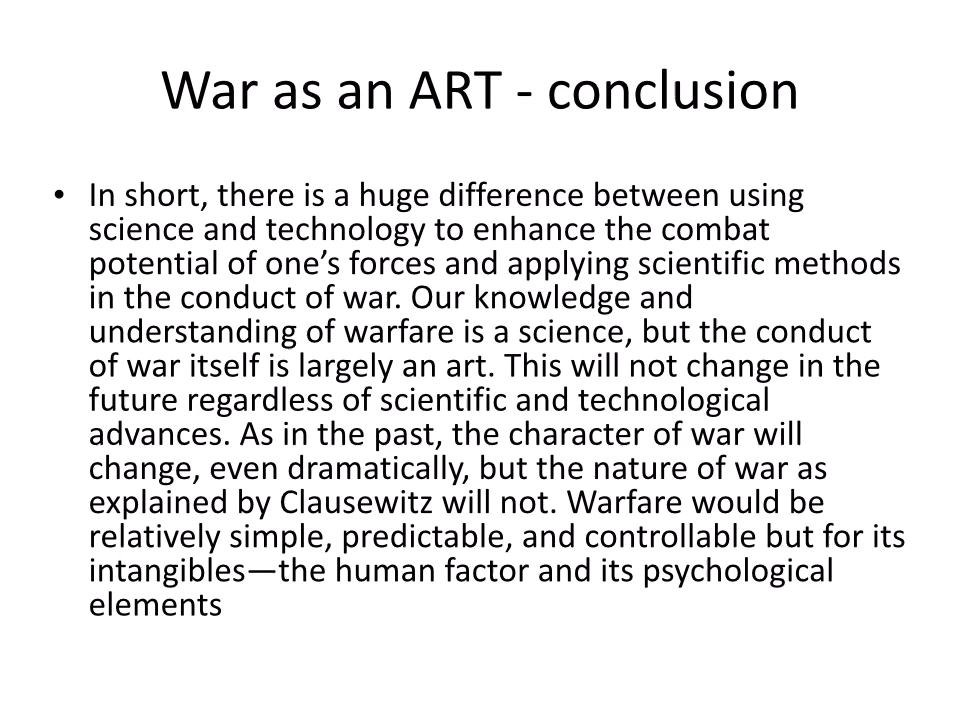 War as an ART - conclusion
• In short, there is a huge difference between using
science and technology to enhance the combat
potential of one’s forces and applying scientific methods
in the conduct of war. Our knowledge and
understanding of warfare is a science, but the conduct
of war itself is largely an art. This will not change in the
future regardless of scientific and technological
advances. As in the past, the character of war will
change, even dramatically, but the nature of war as
explained by Clausewitz will not. Warfare would be
relatively simple, predictable, and controllable but for its
intangibles—the human factor and its psychological
elements